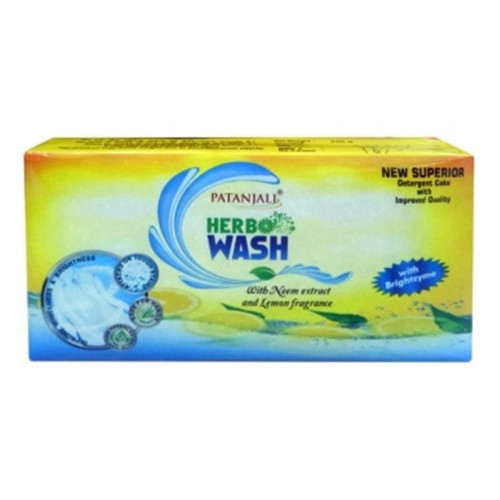 PATANJALI®
HERBO
WASH
With Neem extract
and Lemon fragrance
NEW SUPERIOR
Detergent Cake
with
Improved Quality
with
Brightzyme